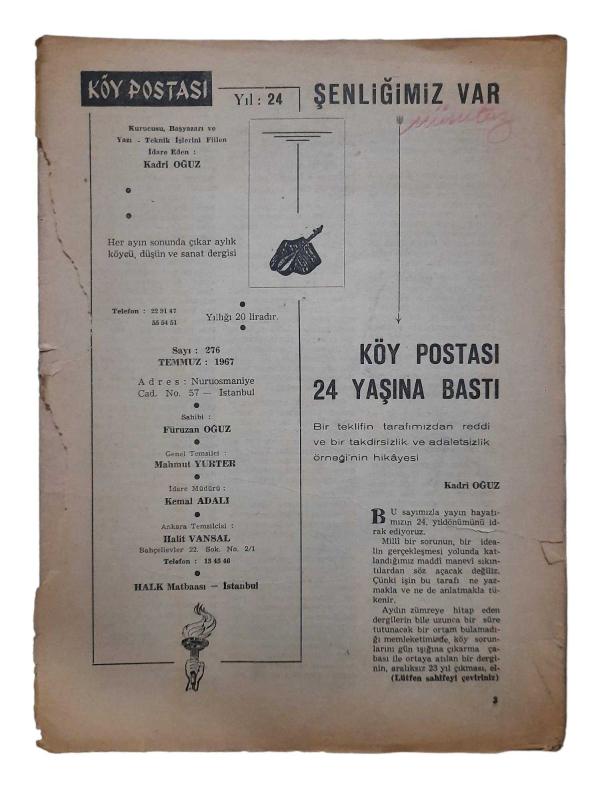 KÖY POSTASI
Yıl : 24
Kurucusu, Başyazarı ve
Yazı - Teknik İşlerini Fiilen
İdare Eden :
Kadri OĞUZ
Her ayın sonunda çıkar aylık
köycü, düşün ve sanat dergisi
Telefon : 22 91 47
55 54 51
Yıllığı 20 liradır.
Sayı : 276
TEMMUZ : 1967
Adres : Nuruosmaniye
Cad. No. 57 — İstanbul
Sahibi :
Füruzan OĞUZ
Genel Temsilci :
Mahmut YURTER
İdare Müdürü :
Kemal ADALI
Ankara Temsilcisi :
Halit VANSAL
Bahçelievler 22. Sok. No. 2/1
Telefon : 13 45 46
HALK Matbaası — İstanbul
ŞENLİĞİMİZ VAR
KÖY POSTASI
24 YAŞINA BASTI
Bir teklifin tarafımızdan reddi
ve bir takdirsizlik ve adaletsizlik
örneği'nin hikâyesi
Kadri OĞUZ
BU sayımızla yayın hayatı-
mızın 24. yıldönümünü id-
rak ediyoruz.
Millî bir sorunun, bir idea-
lin gerçekleşmesi yolunda kat-
landığımız maddî manevî sıkın-
tılardan söz açacak değiliz.
Çünki işin bu tarafı ne yaz-
makla ve ne de anlatmakla tü-
kenir.
Aydın zümreye hitap eden
dergilerin bile uzunca bir süre
tutunacak bir ortam bulamadı-
ğı memleketimizde, köy sorun-
larını gün ışığına çıkarma ça-
bası ile ortaya atılan bir dergi-
nin, aralıksız 23 yıl çıkması, el-
(Lütfen sahifeyi çeviriniz)
3